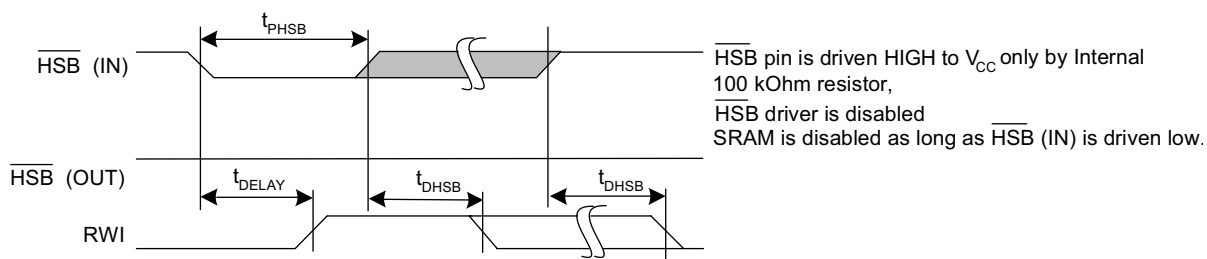 tPHSB
HSB (IN)
HSB pin is driven HIGH to VCC only by Internal
100 kOhm resistor,
HSB driver is disabled
SRAM is disabled as long as HSB (IN) is driven low.
HSB (OUT)
tDELAY
tDHSB
tDHSB
RWI